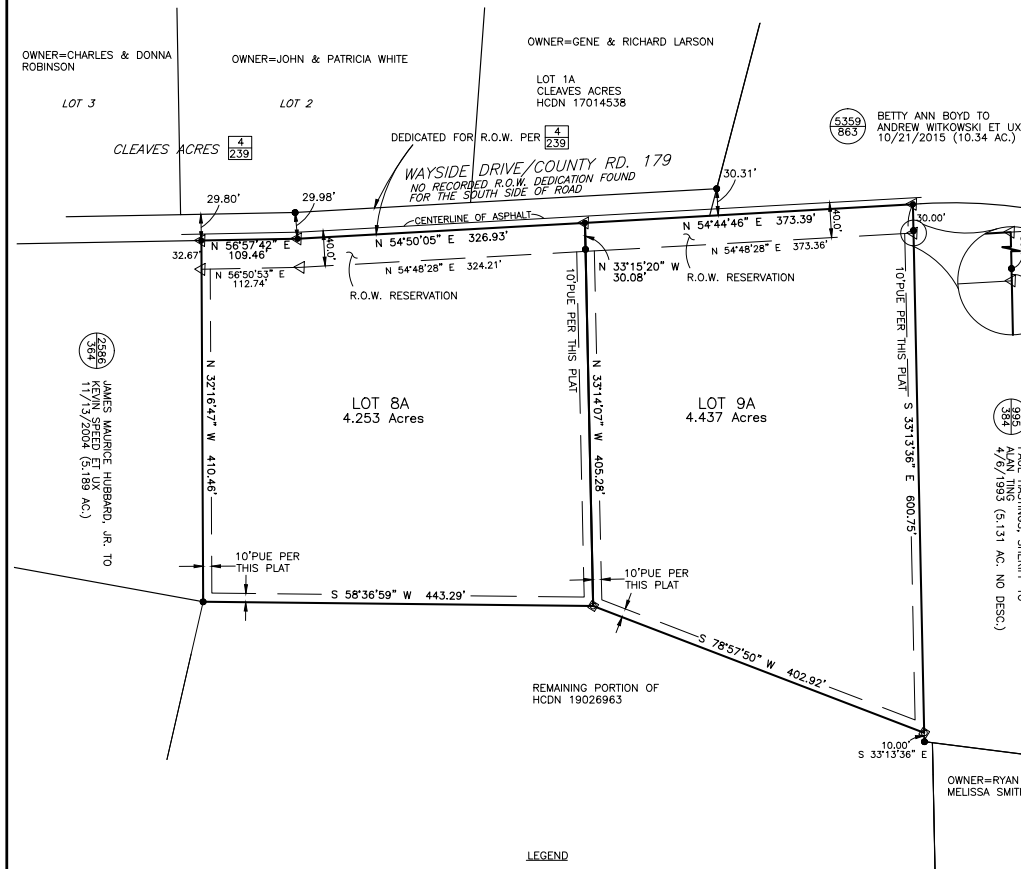 OWNER=CHARLES & DONNA
ROBINSON
LOT 3
OWNER=JOHN & PATRICIA WHITE
LOT 2
OWNER=GENE & RICHARD LARSON
LOT 1A
CLEAVES ACRES
HCDN 17014538
5359
863
BETTY ANN BOYD TO
ANDREW WITKOWSKI ET UX
10/21/2015 (10.34 AC.)
CLEAVES ACRES
4
239
DEDICATED FOR R.O.W. PER
4
239
WAYSIDE DRIVE/COUNTY RD. 179
NO RECORDED R.O.W. DEDICATION FOUND
FOR THE SOUTH SIDE OF ROAD
30.31'
29.80'
29.98'
CENTERLINE OF ASPHALT
40.0'
30.00'
N 56°57'42" E
109.46'
32.67'
40.0'
N 54°50'05" E 326.93'
N 54°44'46" E 373.39'
N 56°50'53" E
112.74'
N 54°48'28" E 324.21'
N 54°48'28" E 373.36'
R.O.W. RESERVATION
N 33°15'20" W
30.08'
R.O.W. RESERVATION
10'PUE PER THIS PLAT
10'PUE PER THIS PLAT
2586
364
JAMES MAURICE HUBBARD, JR. TO
KEVIN SPEED ET UX
11/13/2004 (5.189 AC.)
N 32°16'47" W 410.46'
LOT 8A
4.253 Acres
N 33°14'07" W 405.28'
LOT 9A
4.437 Acres
S 33°13'36" E 600.75'
995
384
ALAN TING
4/6/1993 (5.131 AC. NO DESC.)
10'PUE PER
THIS PLAT
S 58°36'59" W 443.29'
10'PUE PER
THIS PLAT
S 78°57'50" W 402.92'
REMAINING PORTION OF
HCDN 19026963
10.00'
S 33°13'36" E
OWNER=RYAN
MELISSA
LEGEND